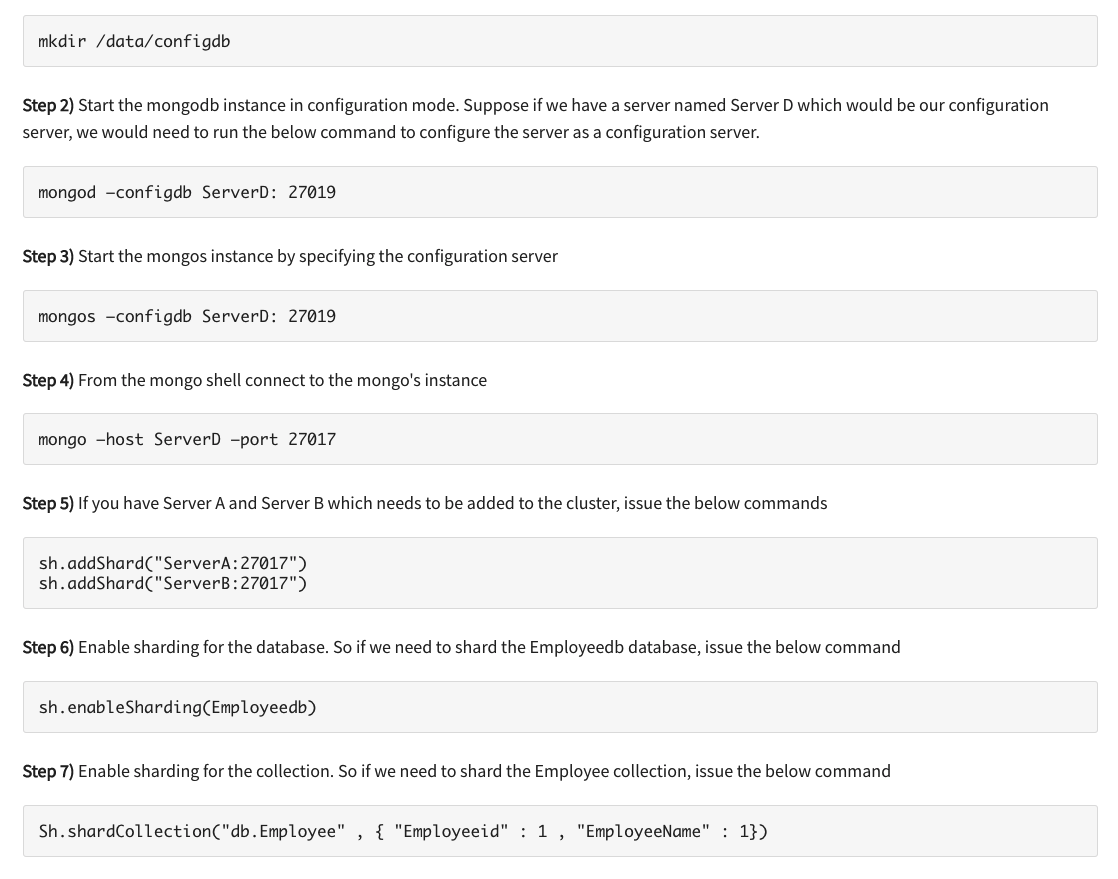 mkdir /data/configdb
Step 2) Start the mongodb instance in configuration mode. Suppose if we have a server named Server D which would be our configuration
server, we would need to run the below command to configure the server as a configuration server.
mongod –configdb ServerD: 27019
Step 3) Start the mongos instance by specifying the configuration server
mongos –configdb ServerD: 27019
Step 4) From the mongo shell connect to the mongo's instance
mongo –host ServerD –port 27017
Step 5) If you have Server A and Server B which needs to be added to the cluster, issue the below commands
sh.addShard("ServerA:27017")
sh.addShard("ServerB:27017")
Step 6) Enable sharding for the database. So if we need to shard the Employeedb database, issue the below command
sh.enableSharding(Employeedb)
Step 7) Enable sharding for the collection. So if we need to shard the Employee collection, issue the below command
Sh.shardCollection("db.Employee" , { "Employeeid" : 1 , "EmployeeName" : 1})